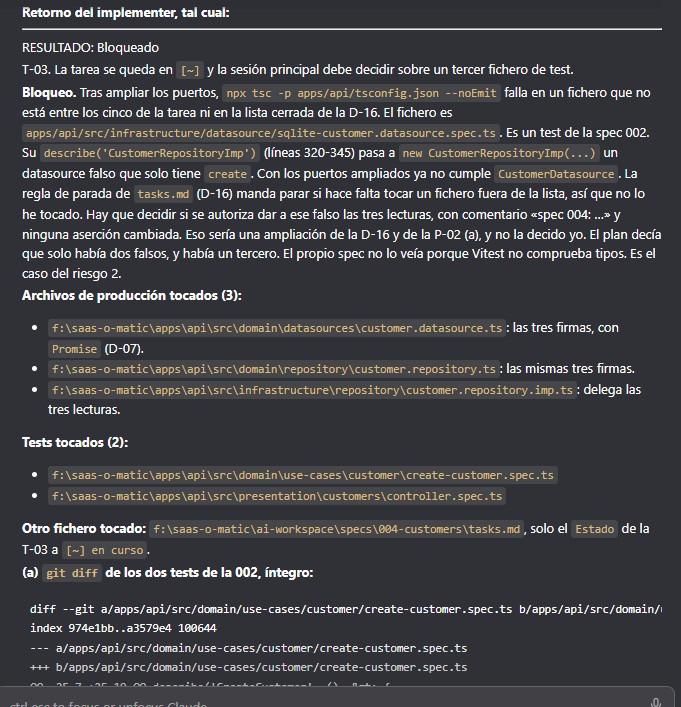 Retorno del implementer, tal cual:
RESULTADO: Bloqueado
T-03. La tarea se queda en [~] y la sesión principal debe decidir sobre un tercer fichero de test.
Bloqueo. Tras ampliar los puertos, npx tsc -p apps/api/tsconfig.json --noEmit falla en un fichero que no
está entre los cinco de la tarea ni en la lista cerrada de la D-16. El fichero es
apps/api/src/infrastructure/datasource/sqlite-customer.datasource.spec.ts. Es un test de la spec 002.
Su describe('CustomerRepositoryImp') (líneas 320-345) pasa a new CustomerRepositoryImp(...) un
datasource falso que solo tiene create. Con los puertos ampliados ya no cumple CustomerDatasource. La
regla de parada de tasks.md (D-16) manda parar si hace falta tocar un fichero fuera de la lista, así que no lo
he tocado. Hay que decidir si se autoriza dar a ese falso las tres lecturas, con comentario «spec 004: ...» y
ninguna aserción cambiada. Eso sería una ampliación de la D-16 y de la P-02 (a), y no la decido yo. El plan decía
que solo había dos falsos, y había un tercero. El propio spec no lo veía porque Vitest no comprueba tipos. Es el
caso del riesgo 2.
Archivos de producción tocados (3):
• f:\saas-o-matic\apps\api\src\domain\datasources\customer.datasource.ts: las tres firmas, con
Promise (D-07).
• f:\saas-o-matic\apps\api\src\domain\repository\customer.repository.ts: las mismas tres firmas.
• f:\saas-o-matic\apps\api\src\infrastructure\repository\customer.repository.imp.ts: delega las
tres lecturas.
Tests tocados (2):
• f:\saas-o-matic\apps\api\src\domain\use-cases\customer\create-customer.spec.ts
• f:\saas-o-matic\apps\api\src\presentation\customers\controller.spec.ts
Otro fichero tocado: f:\saas-o-matic\ai-workspace\specs\004-customers\tasks.md, solo el Estado de la
T-03 a [~] en curso.
(a) git diff de los dos tests de la 002, íntegro:
diff --git a/apps/api/src/domain/use-cases/customer/create-customer.spec.ts b/apps/api/src/domain/
index 974e1bb..a3579e4 100644
--- a/apps/api/src/domain/use-cases/customer/create-customer.spec.ts
+++ b/apps/api/src/domain/use-cases/customer/create-customer.spec.ts